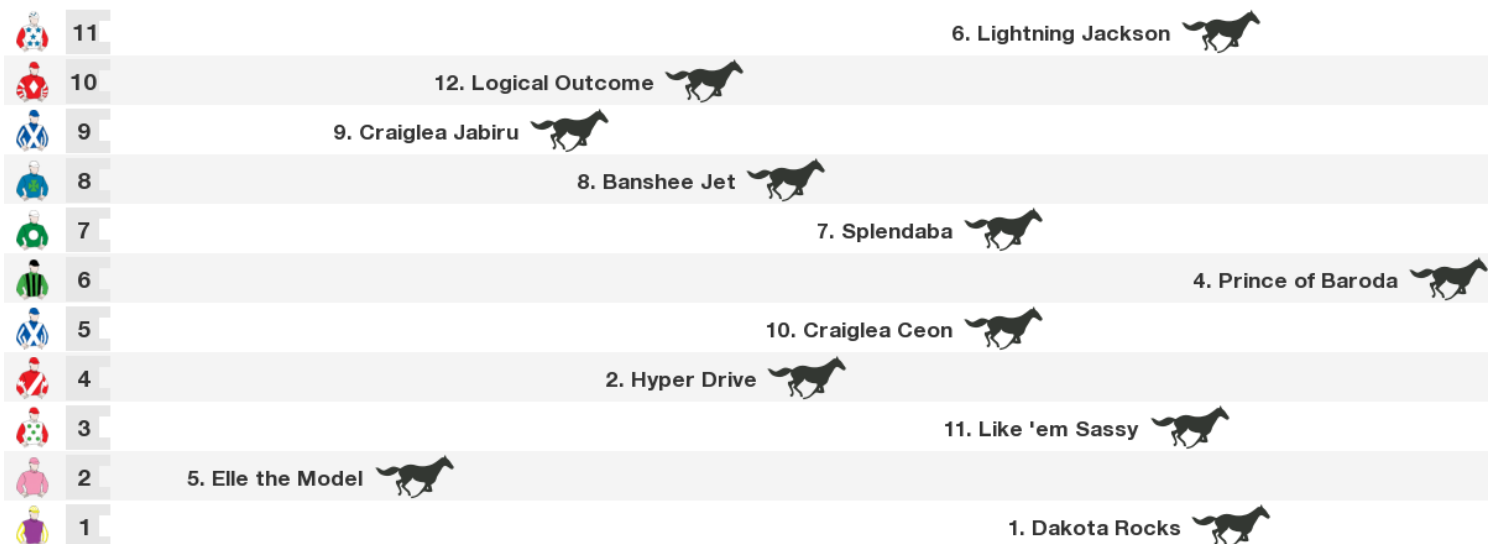 11 6. Lightning Jackson
10 12. Logical Outcome
9 9. Craiglea Jabiru
8 8. Banshee Jet
7 7. Splendaba
6 4. Prince of Baroda
5 10. Craiglea Ceon
4 2. Hyper Drive
3 11. Like 'em Sassy
2 5. Elle the Model
1 1. Dakota Rocks